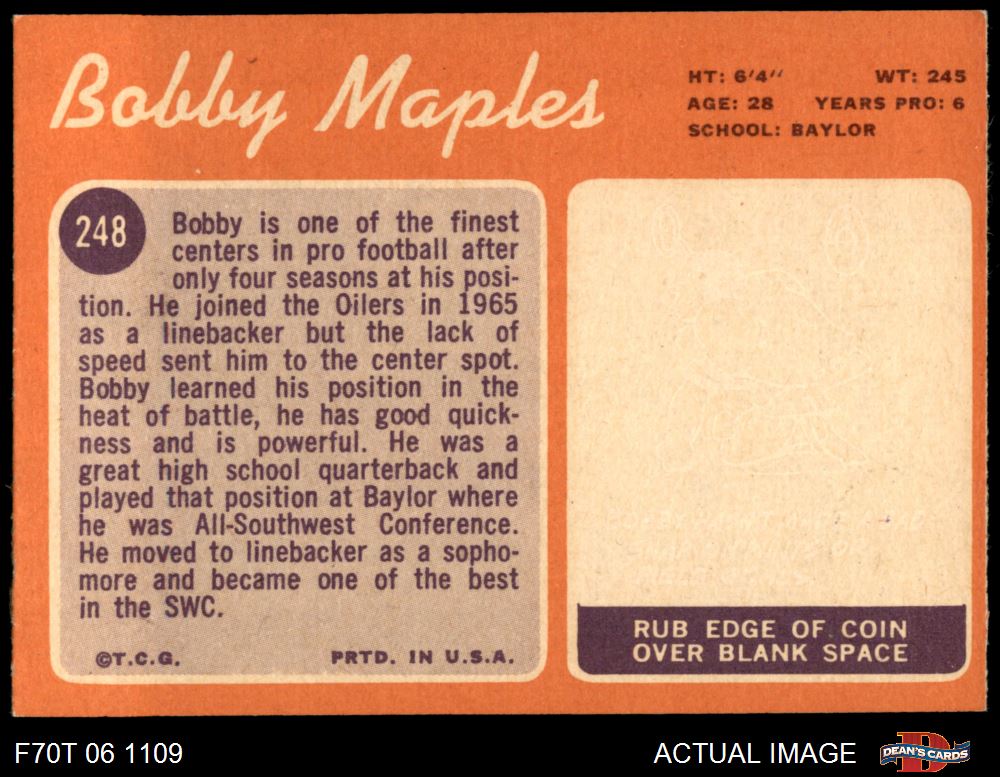 Bobby Maples
HT: 6'4" WT: 245
AGE: 28 YEARS PRO: 6
SCHOOL: BAYLOR
248
Bobby is one of the finest
centers in pro football after
only four seasons at his posi-
tion. He joined the Oilers in 1965
as a linebacker but the lack of
speed sent him to the center spot.
Bobby learned his position in the
heat of battle, he has good quick-
ness and is powerful. He was a
great high school quarterback and
played that position at Baylor where
he was All-Southwest Conference.
He moved to linebacker as a sopho-
more and became one of the best
in the SWC.
©T.C.G. PRTD. IN U.S.A.
RUB EDGE OF COIN
OVER BLANK SPACE
F70T 06 1109
ACTUAL IMAGE
DEAN'S CARDS